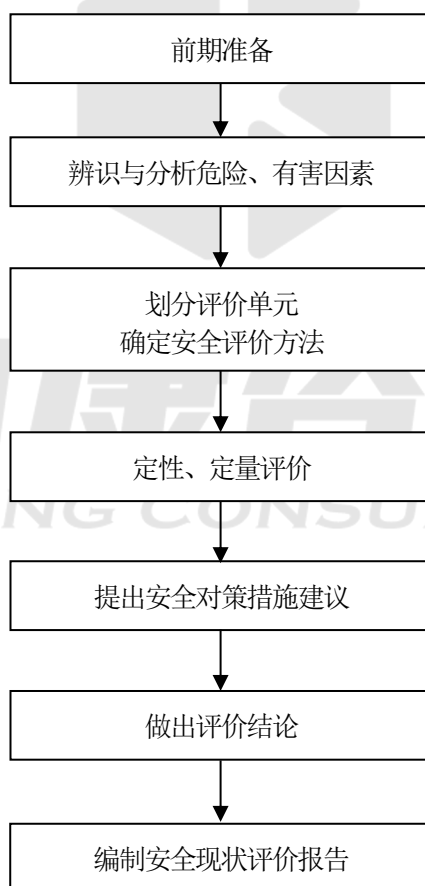 前期准备
辨识与分析危险、有害因素
划分评价单元
确定安全评价方法
定性、定量评价
提出安全对策措施建议
做出评价结论
编制安全现状评价报告